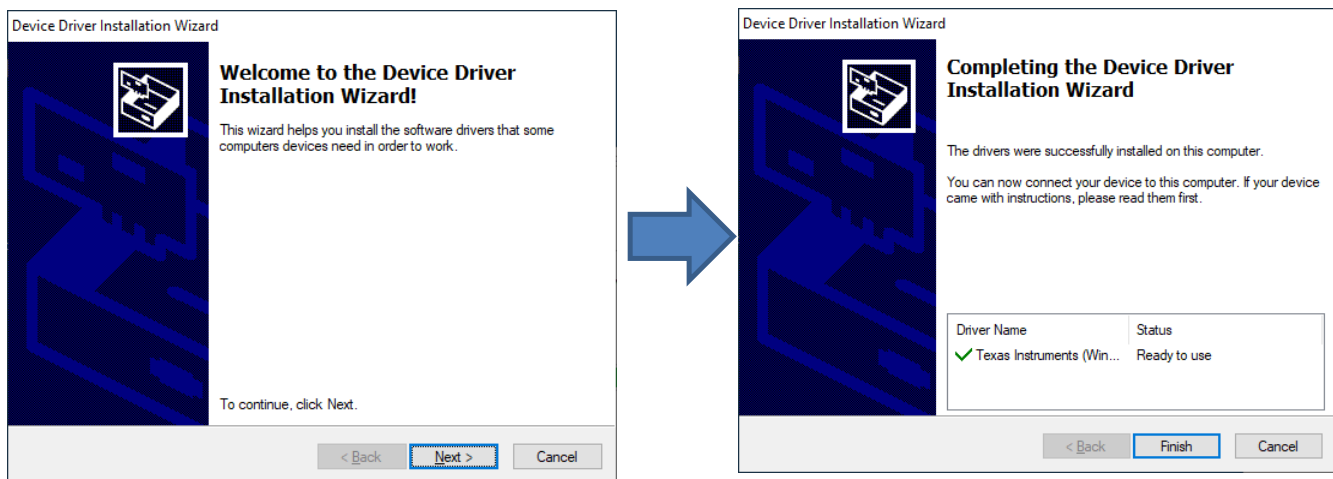 Device Driver Installation Wizard
Welcome to the Device Driver
Installation Wizard!
This wizard helps you install the software drivers that some
computers devices need in order to work.
To continue, click Next.
< Back
Next >
Cancel
Device Driver Installation Wizard
Completing the Device Driver
Installation Wizard
The drivers were successfully installed on this computer.
You can now connect your device to this computer. If your device
came with instructions, please read them first.
Driver Name Status
Texas Instruments (Win... Ready to use
< Back
Finish
Cancel